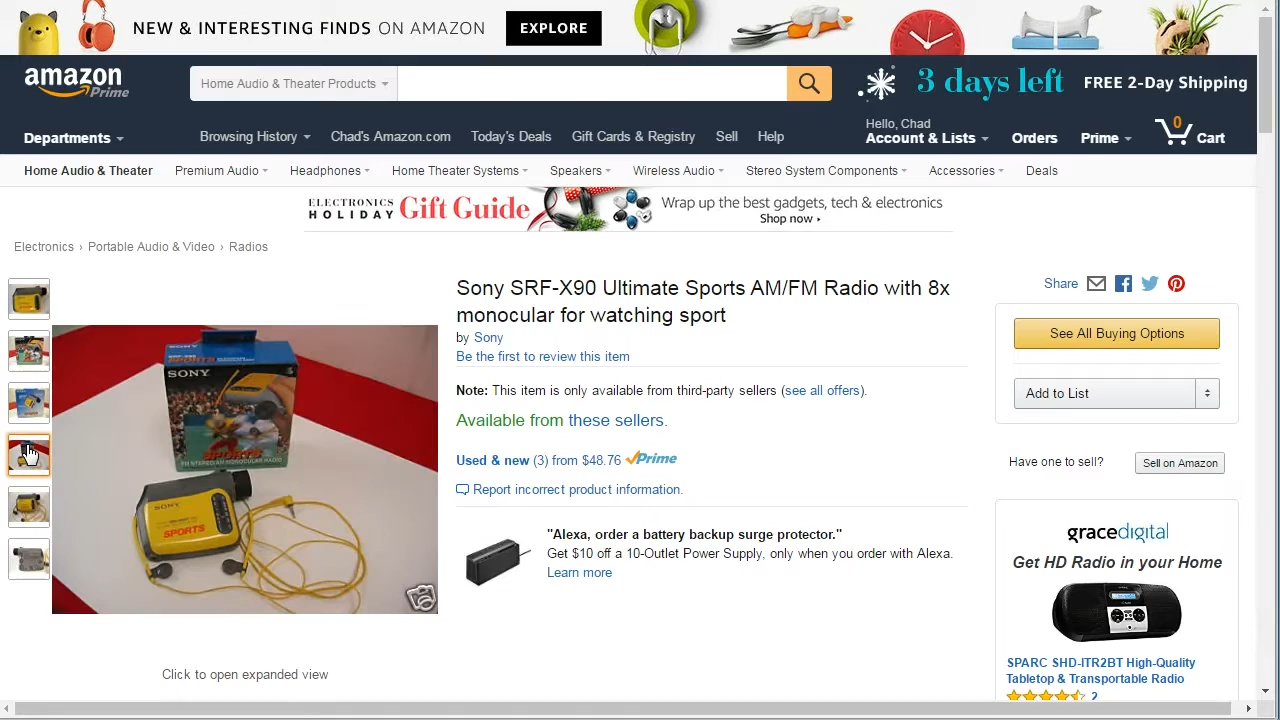 NEW & INTERESTING FINDS ON AMAZON EXPLORE
amazon Prime
Home Audio & Theater Products
3 days left FREE 2-Day Shipping
Departments
Browsing History Chad's Amazon.com Today's Deals Gift Cards & Registry Sell Help
Hello, Chad
Account & Lists Orders Prime 0 Cart
Home Audio & Theater Premium Audio Headphones Home Theater Systems Speakers Wireless Audio Stereo System Components Accessories Deals
ELECTRONICS
HOLIDAY Gift Guide
Wrap up the best gadgets, tech & electronics
Shop now ▸
Electronics › Portable Audio & Video › Radios
SONY
SPORTS
SONY
SPORTS
Click to open expanded view
Sony SRF-X90 Ultimate Sports AM/FM Radio with 8x
monocular for watching sport
by Sony
Be the first to review this item
Note: This item is only available from third-party sellers (see all offers).
Available from these sellers.
Used & new (3) from $48.76 Prime
Report incorrect product information.
"Alexa, order a battery backup surge protector."
Get $10 off a 10-Outlet Power Supply, only when you order with Alexa.
Learn more
Share
See All Buying Options
Add to List
Have one to sell? Sell on Amazon
gracedigital
Get HD Radio in your Home
SPARC SHD-ITR2BT High-Quality
Tabletop & Transportable Radio
2